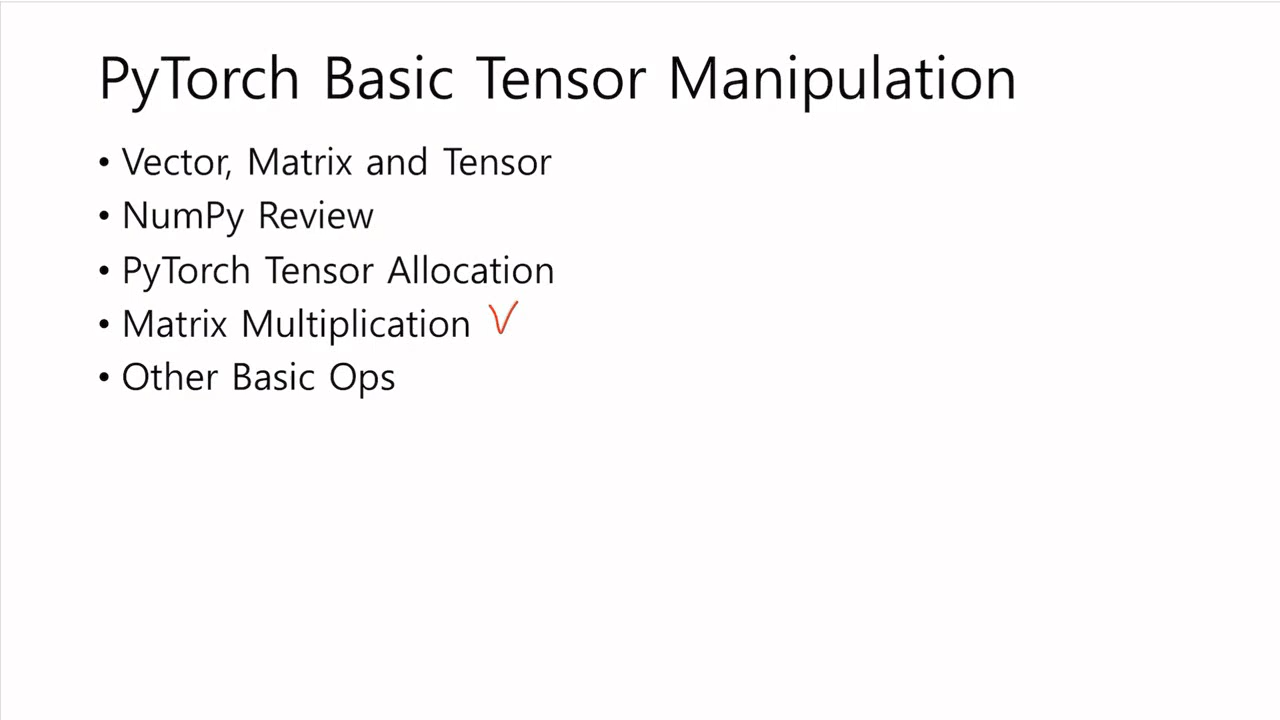 PyTorch Basic Tensor Manipulation
• Vector, Matrix and Tensor
• NumPy Review
• PyTorch Tensor Allocation
• Matrix Multiplication V
• Other Basic Ops